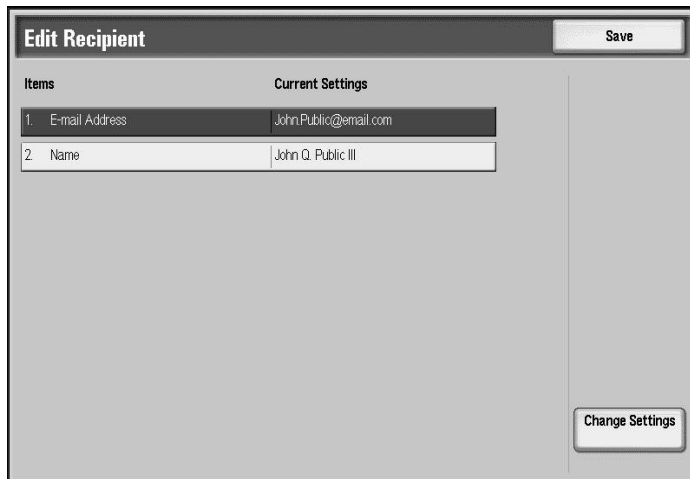 Edit Recipient Save
Items Current Settings
1. E-mail Address John.Public@email.com
2. Name John Q. Public III
Change Settings